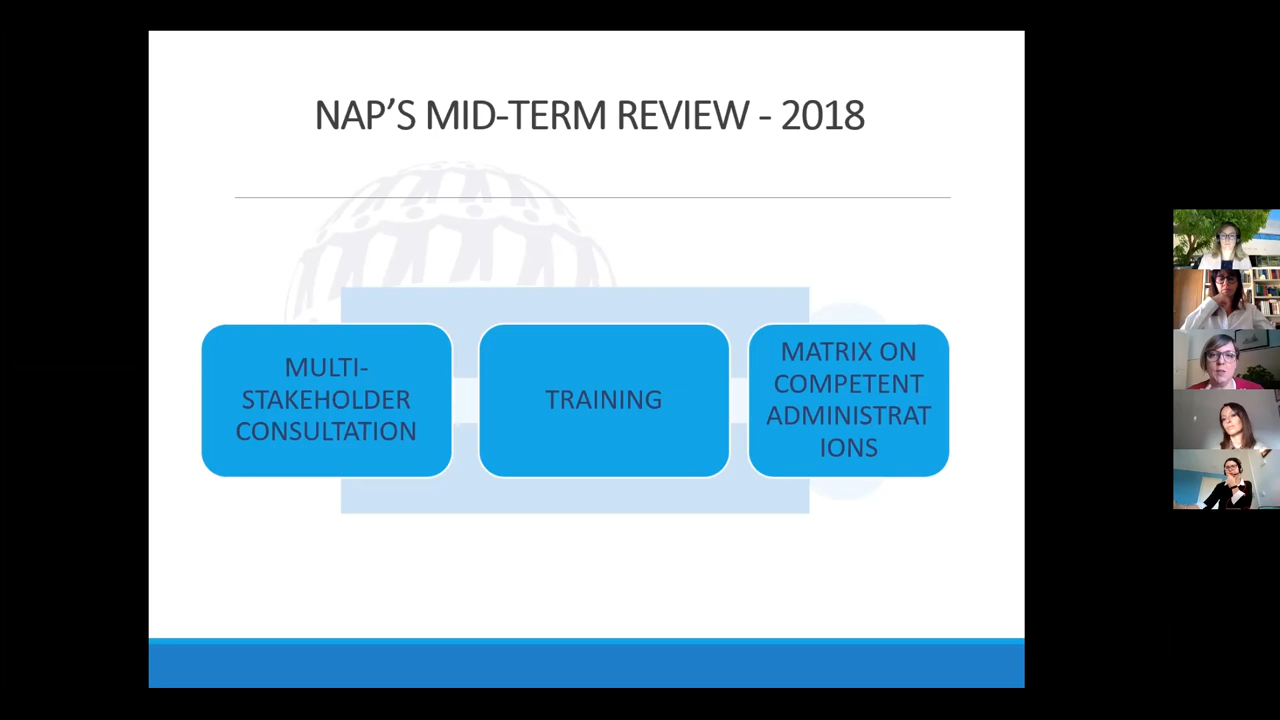 NAP’S MID-TERM REVIEW - 2018
MULTI-
STAKEHOLDER
CONSULTATION
TRAINING
MATRIX ON
COMPETENT
ADMINISTRAT
IONS